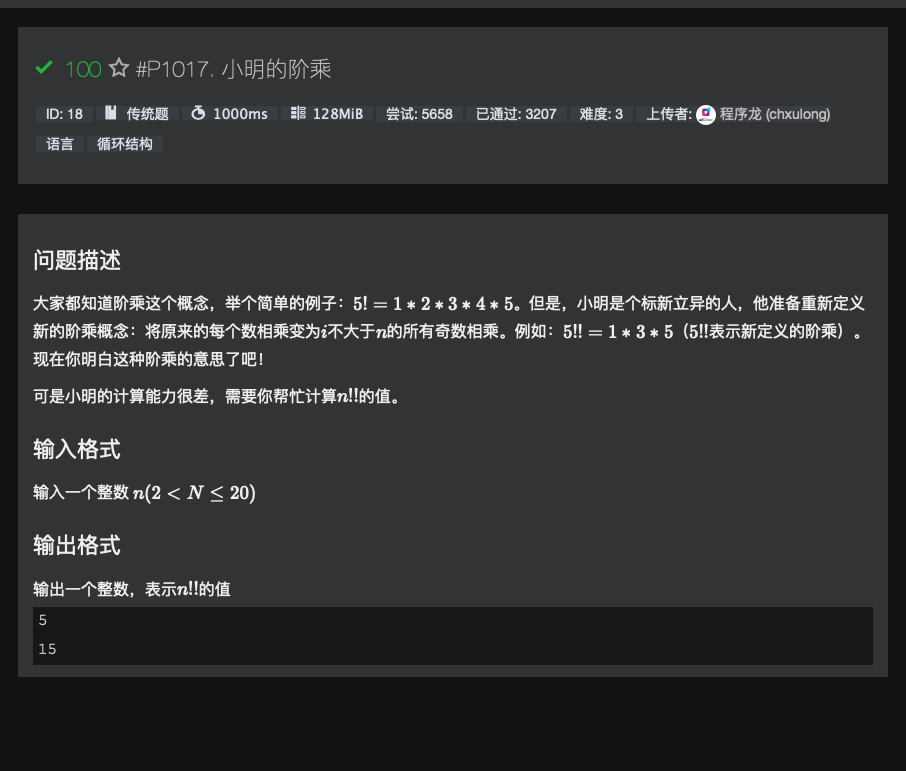 100 #P1017. 小明的阶乘
ID: 18 传统题 1000ms 128MiB 尝试: 5658 已通过: 3207 难度: 3 上传者: 程序龙 (chxulong)
语言 循环结构
问题描述
大家都知道阶乘这个概念，举个简单的例子：5! = 1 * 2 * 3 * 4 * 5。但是，小明是个标新立异的人，他准备重新定义
新的阶乘概念：将原来的每个数相乘变为i不大于n的所有奇数相乘。例如：5!! = 1 * 3 * 5（5!!表示新定义的阶乘）。
现在你明白这种阶乘的意思了吧！
可是小明的计算能力很差，需要你帮忙计算n!!的值。
输入格式
输入一个整数 n(2 < N ≤ 20)
输出格式
输出一个整数，表示n!!的值
5
15